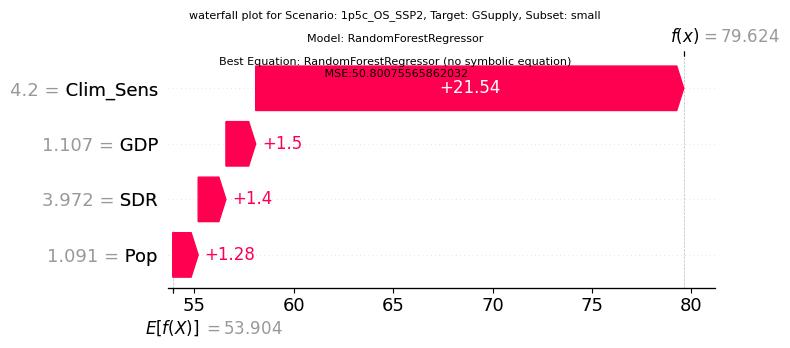 waterfall plot for Scenario: 1p5c_OS_SSP2, Target: GSupply, Subset: small
Model: RandomForestRegressor
Best Equation: RandomForestRegressor (no symbolic equation)
MSE:50.80075565862032
f(x) = 79.624
4.2 = Clim_Sens
+21.54
1.107 = GDP
+1.5
3.972 = SDR
+1.4
1.091 = Pop
+1.28
55 60 65 70 75 80
E[f(X)] = 53.904